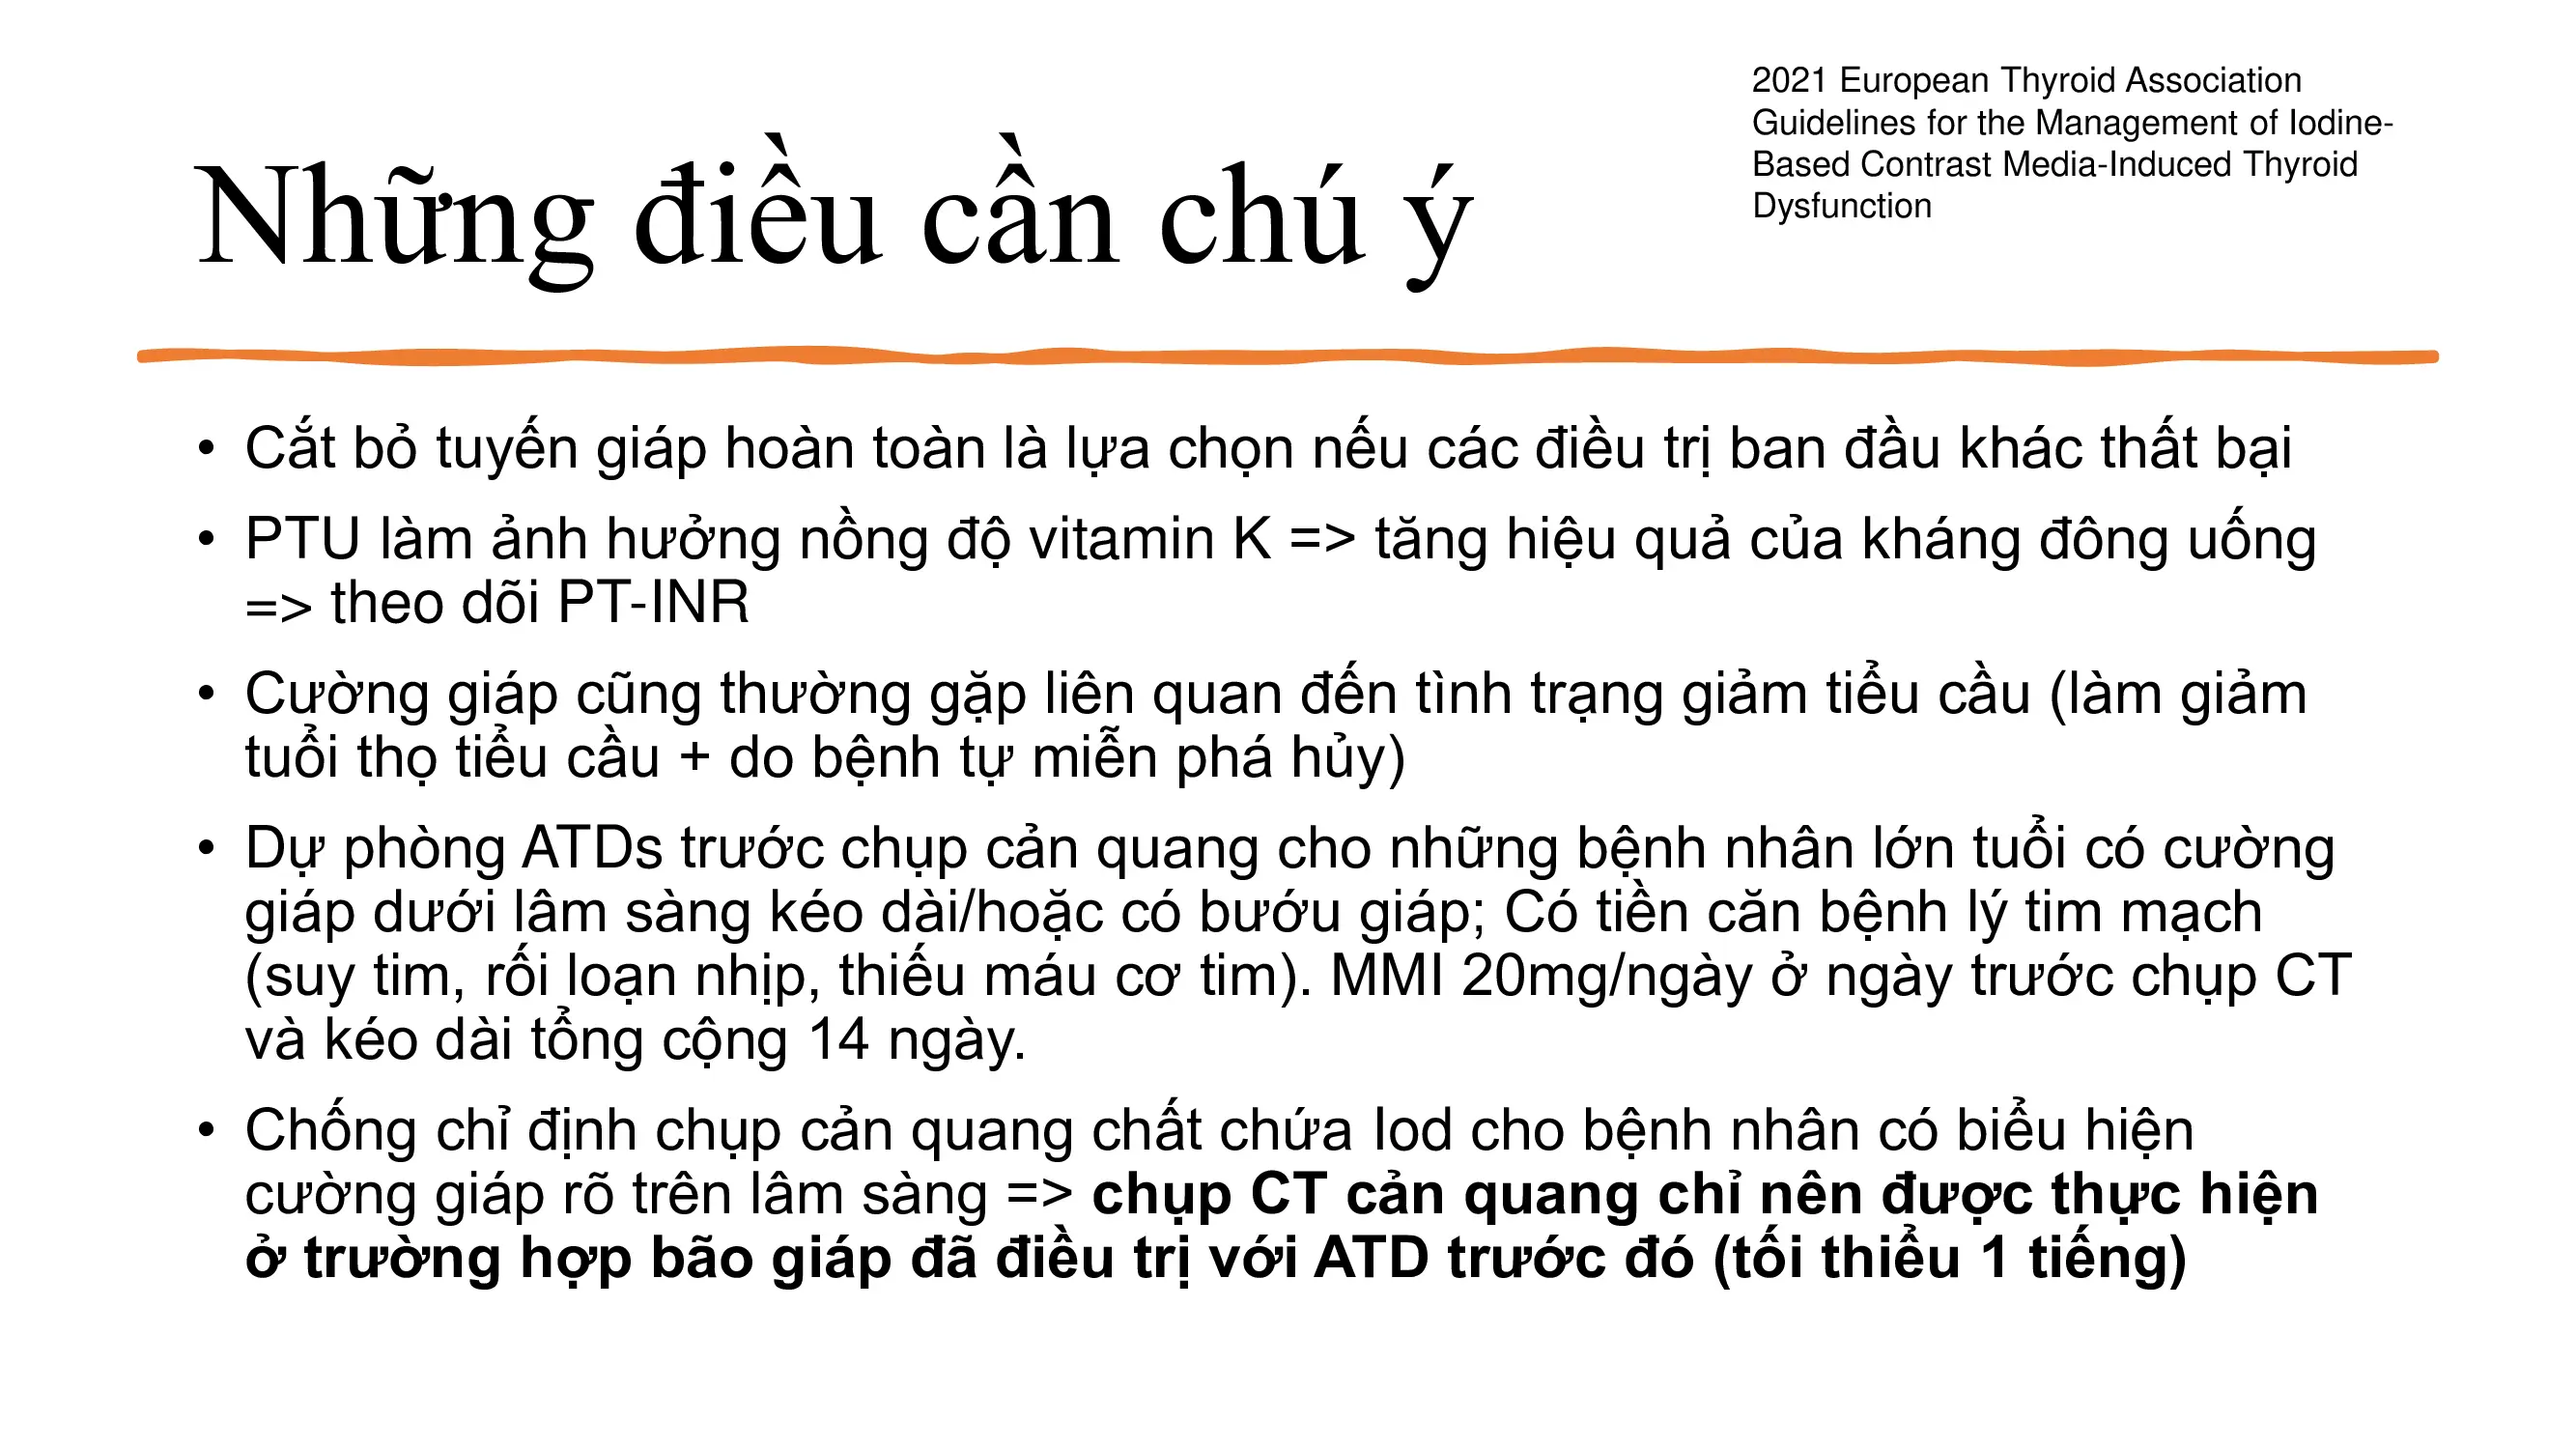 2021 European Thyroid Association
Guidelines for the Management of Iodine-
Based Contrast Media-Induced Thyroid
Dysfunction
Những điều cần chú ý
• Cắt bỏ tuyến giáp hoàn toàn là lựa chọn nếu các điều trị ban đầu khác thất bại
• PTU làm ảnh hưởng nồng độ vitamin K => tăng hiệu quả của kháng đông uống
=> theo dõi PT-INR
• Cường giáp cũng thường gặp liên quan đến tình trạng giảm tiểu cầu (làm giảm
tuổi thọ tiểu cầu + do bệnh tự miễn phá hủy)
• Dự phòng ATDs trước chụp cản quang cho những bệnh nhân lớn tuổi có cường
giáp dưới lâm sàng kéo dài/hoặc có bướu giáp; Có tiền căn bệnh lý tim mạch
(suy tim, rối loạn nhịp, thiếu máu cơ tim). MMI 20mg/ngày ở ngày trước chụp CT
và kéo dài tổng cộng 14 ngày.
• Chống chỉ định chụp cản quang chất chứa Iod cho bệnh nhân có biểu hiện
cường giáp rõ trên lâm sàng => chụp CT cản quang chỉ nên được thực hiện
ở trường hợp bão giáp đã điều trị với ATD trước đó (tối thiểu 1 tiếng)